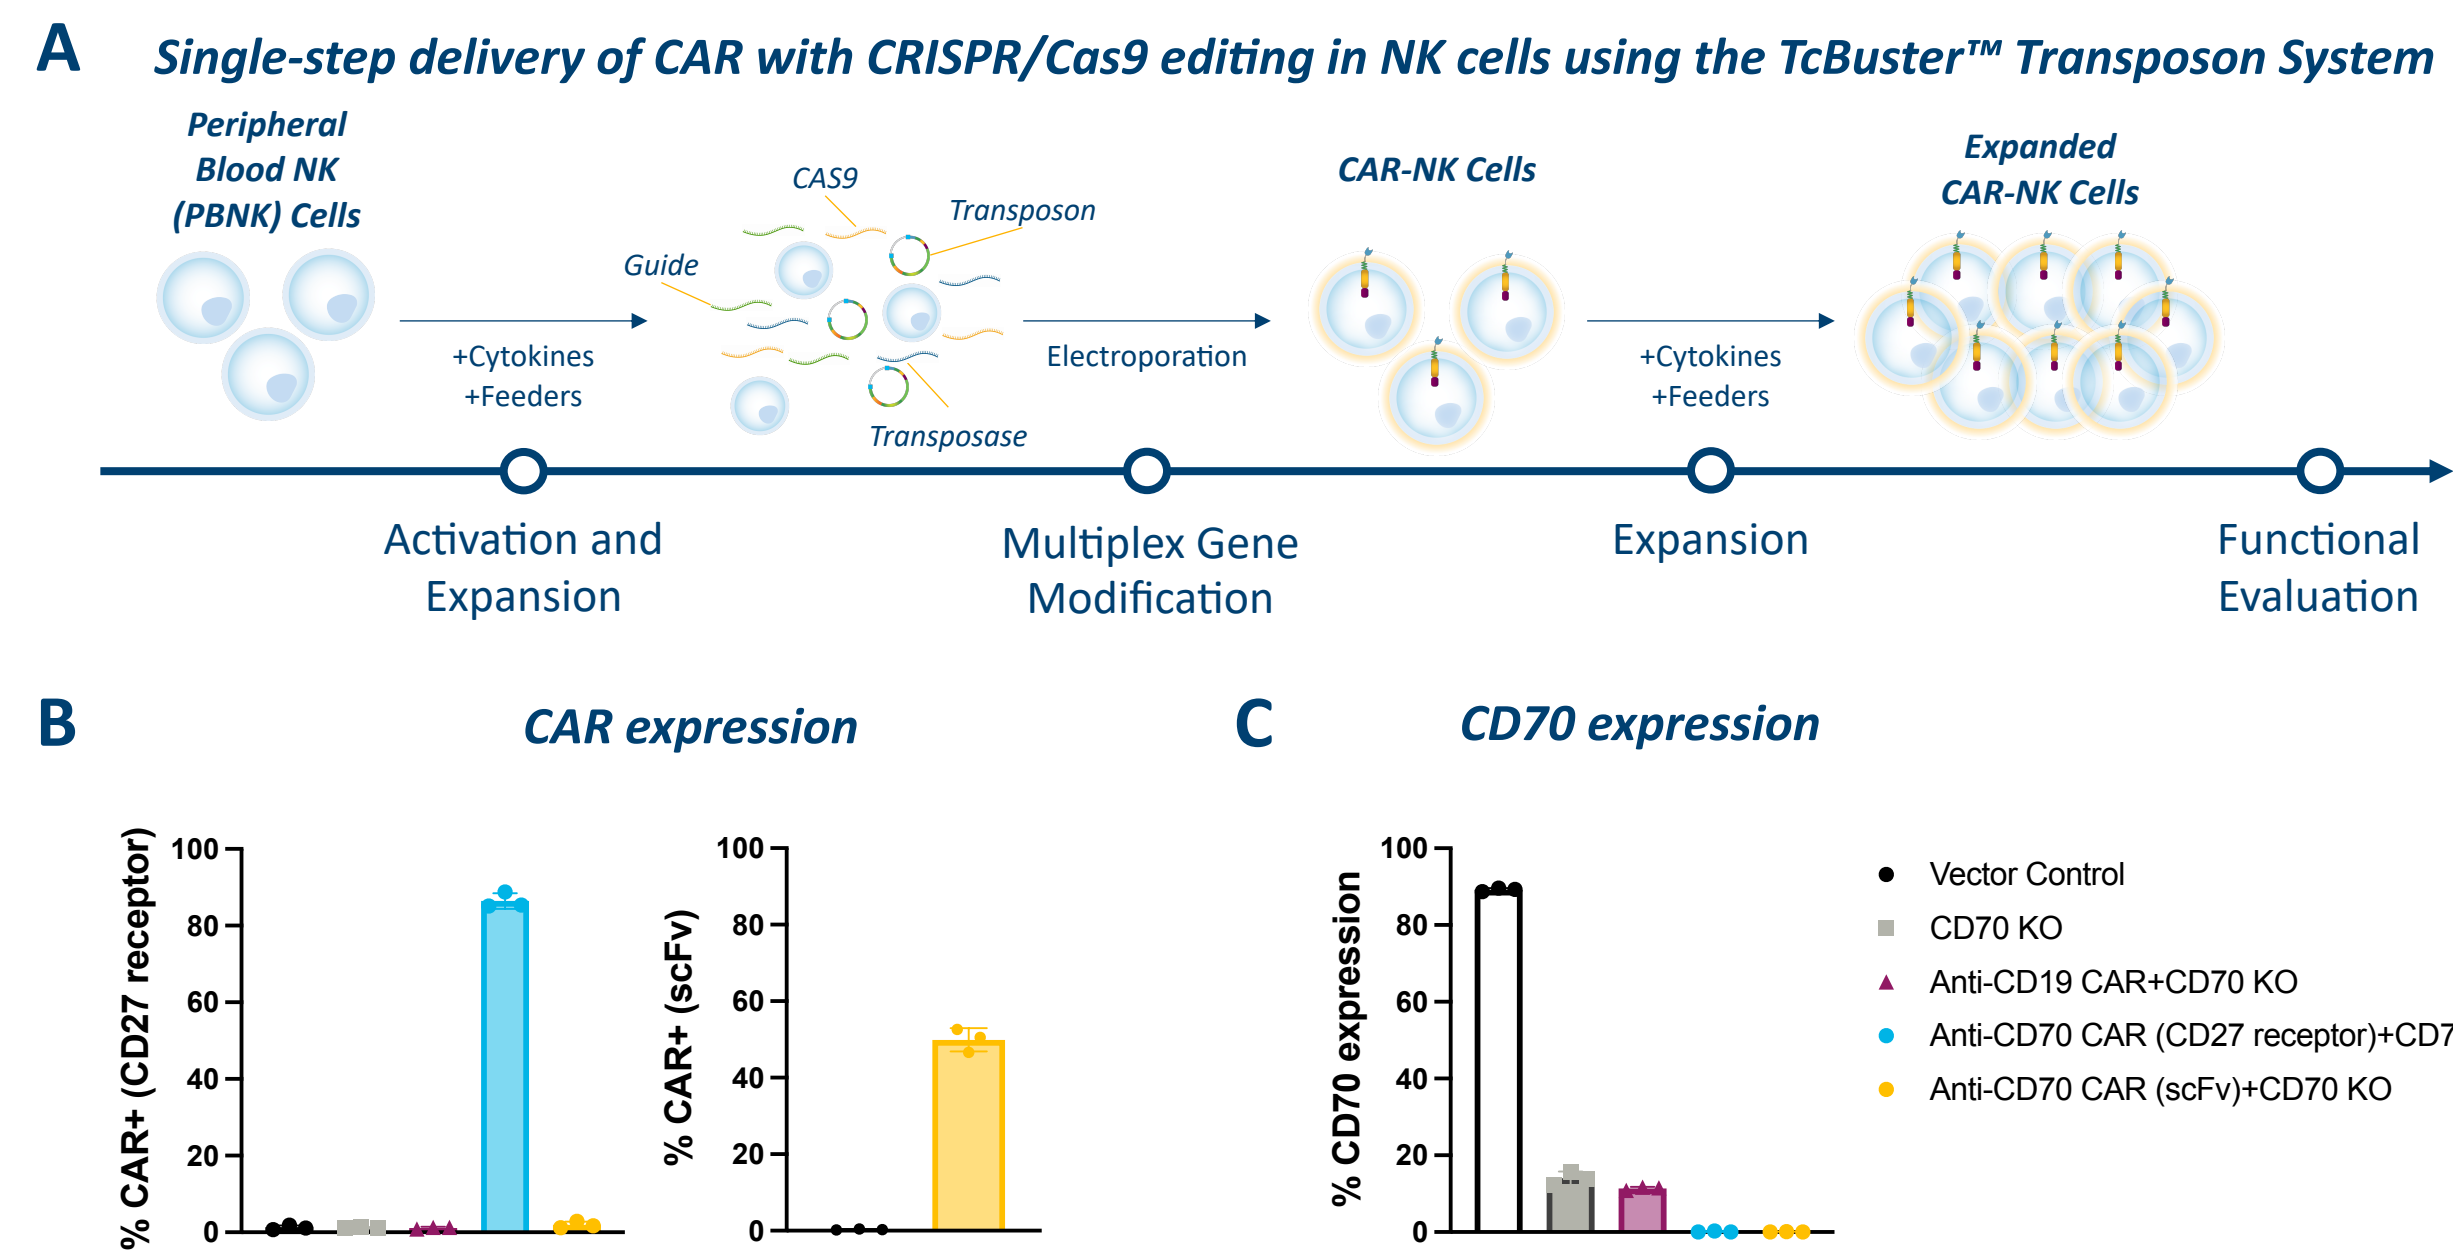 A
Single-step delivery of CAR with CRISPR/Cas9 editing in NK cells using the TcBuster™ Transposon System
Peripheral
Blood NK
(PBNK) Cells
+Cytokines
+Feeders
CAS9
Transposon
Guide
Transposase
Electroporation
CAR-NK Cells
+Cytokines
+Feeders
Expanded
CAR-NK Cells
Activation and
Expansion
Multiplex Gene
Modification
Expansion
Functional
Evaluation
B
CAR expression
% CAR+ (CD27 receptor)
100
80
60
40
20
0
% CAR+ (scFv)
100
80
60
40
20
0
C
CD70 expression
% CD70 expression
100
80
60
40
20
0
Vector Control
CD70 KO
Anti-CD19 CAR+CD70 KO
Anti-CD70 CAR (CD27 receptor)+CD7
Anti-CD70 CAR (scFv)+CD70 KO